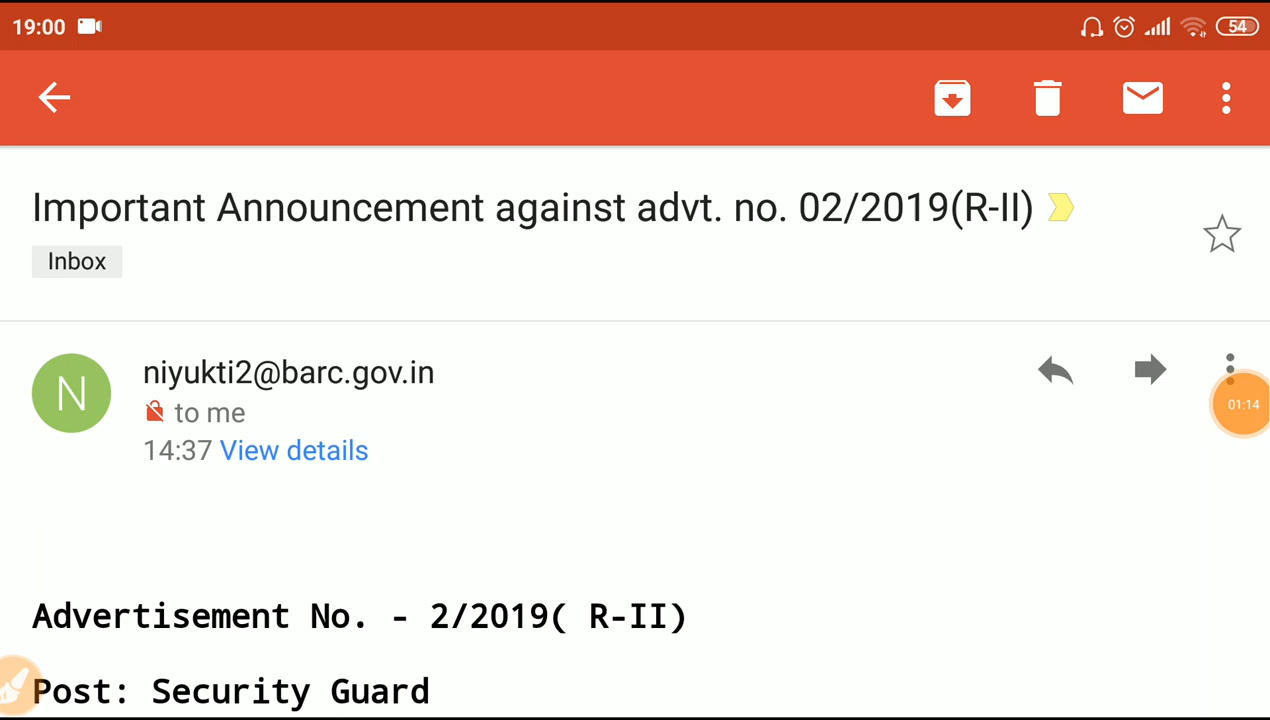 19:00 54
Important Announcement against advt. no. 02/2019(R-II)
Inbox
N niyukti2@barc.gov.in
to me
14:37 View details
01:14
Advertisement No. - 2/2019( R-II)
Post: Security Guard